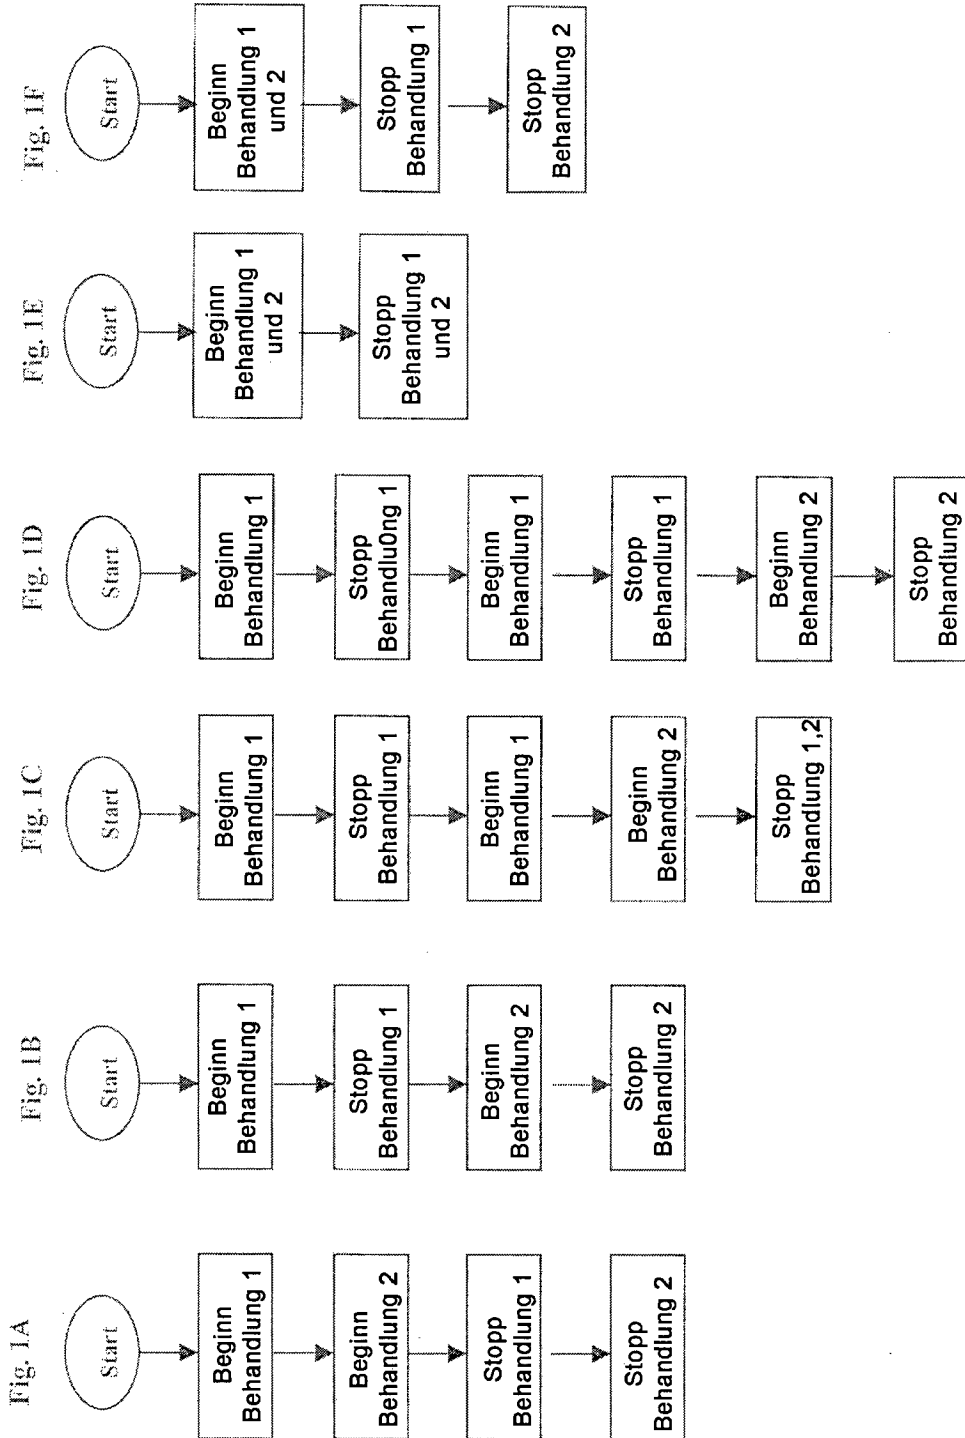 Fig. 1A
Start
Beginn
Behandlung 1
Beginn
Behandlung 2
Stopp
Behandlung 1
Stopp
Behandlung 2
Fig. 1B
Start
Beginn
Behandlung 1
Stopp
Behandlung 1
Beginn
Behandlung 2
Stopp
Behandlung 2
Fig. 1C
Start
Beginn
Behandlung 1
Stopp
Behandlung 1
Beginn
Behandlung 1
Beginn
Behandlung 2
Stopp
Behandlung 1,2
Fig. 1D
Start
Beginn
Behandlung 1
Stopp
Behandlu0ng 1
Beginn
Behandlung 1
Stopp
Behandlung 1
Beginn
Behandlung 2
Stopp
Behandlung 2
Fig. 1E
Start
Beginn
Behandlung 1
und 2
Stopp
Behandlung 1
und 2
Fig. 1F
Start
Beginn
Behandlung 1
und 2
Stopp
Behandlung 1
Stopp
Behandlung 2